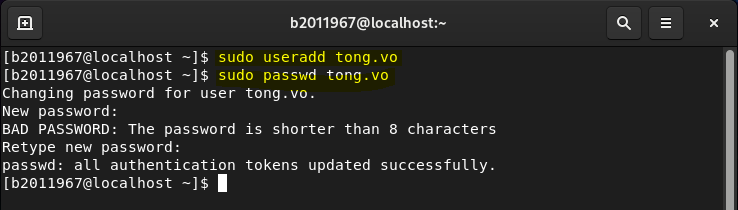 b2011967@localhost:~
[b2011967@localhost ~]$ sudo useradd tong.vo
[b2011967@localhost ~]$ sudo passwd tong.vo
Changing password for user tong.vo.
New password:
BAD PASSWORD: The password is shorter than 8 characters
Retype new password:
passwd: all authentication tokens updated successfully.
[b2011967@localhost ~]$